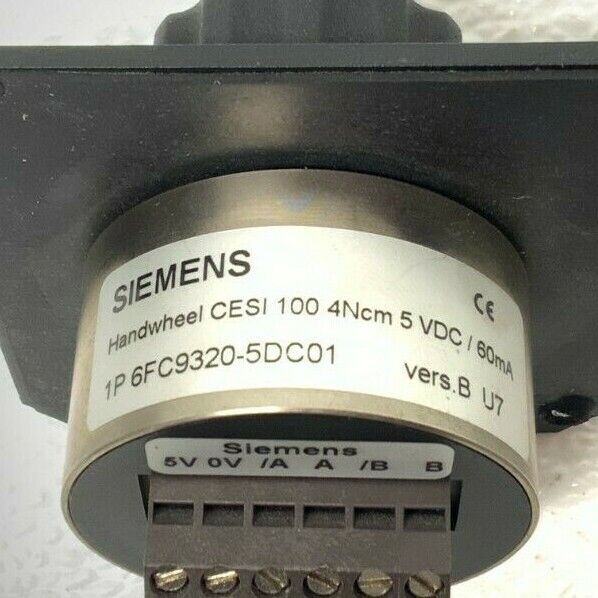 SIEMENS
CE
Handwheel CESI 100 4Ncm 5 VDC / 60mA
1P 6FC9320-5DC01 vers.B U7
Siemens
5V 0V /A A /B B